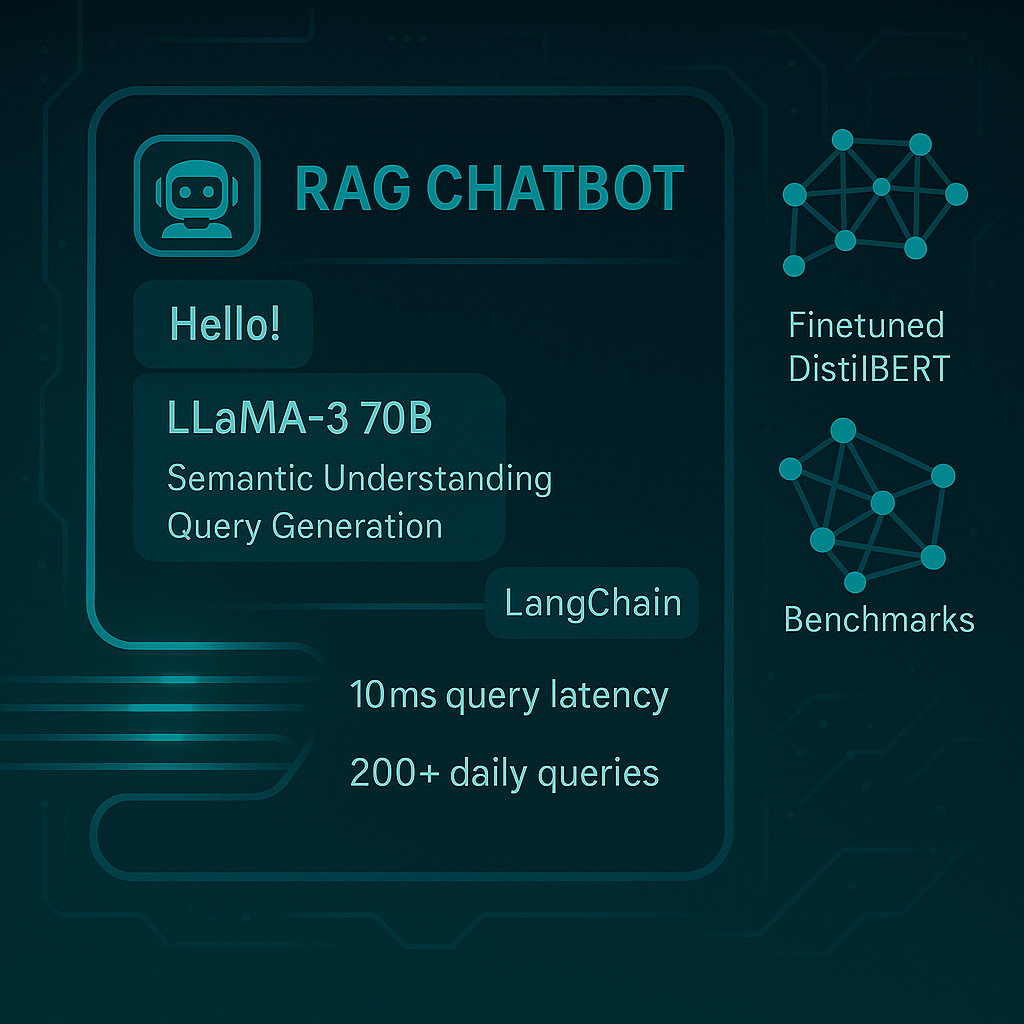 RAG CHATBOT
Hello!
LLaMA-3 70B
Semantic Understanding
Query Generation
LangChain
10ms query latency
200+ daily queries
Finetuned
DistilBERT
Benchmarks